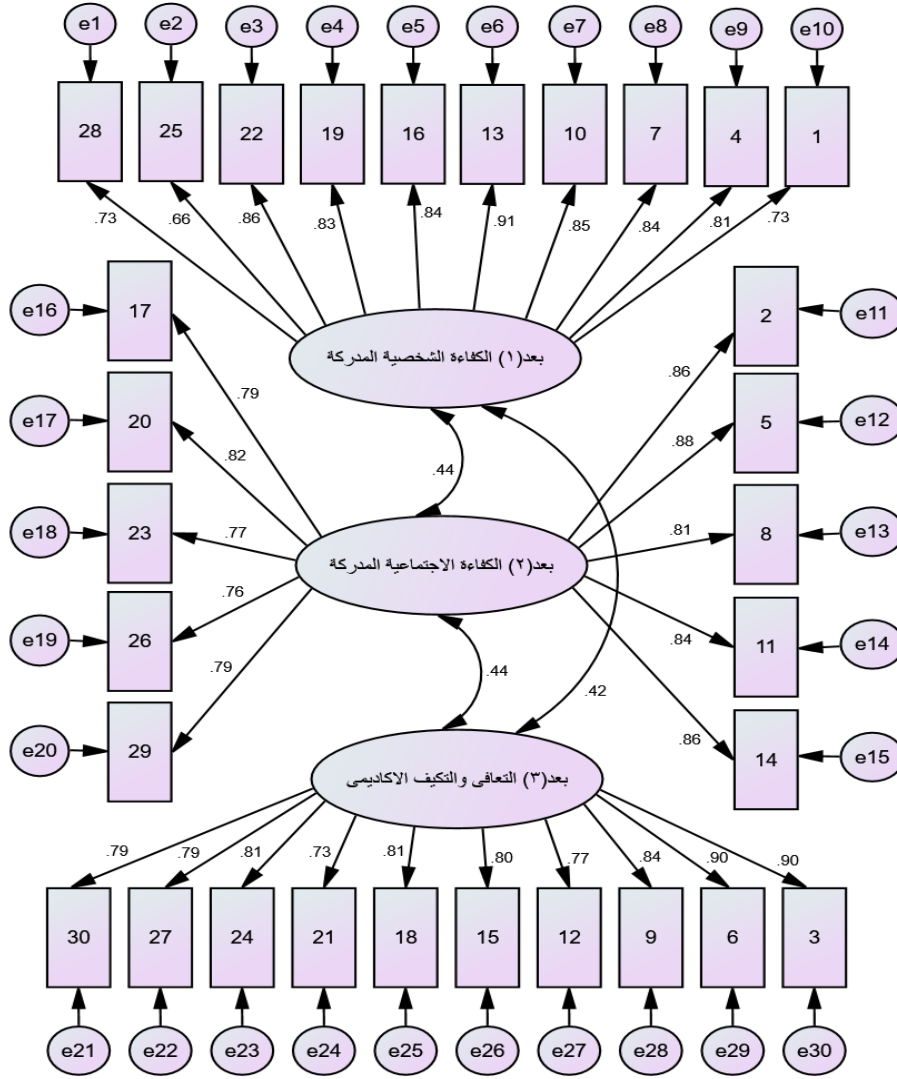 e1 e2 e3 e4 e5 e6 e7 e8 e9 e10
28 25 22 19 16 13 10 7 4 1
.73 .66 .86 .83 .84 .91 .85 .84 .81 .73
e16 17 2 e11
بعد(١) الكفاءة الشخصية المدركة
.79 .86
e17 20 5 e12
.82 .44 .88
e18 23 .77 .81 8 e13
بعد(٢) الكفاءة الاجتماعية المدركة
.76 .84
e19 26 11 e14
.79 .44 .42 .86
e20 29 14 e15
بعد(٣) التعافى والتكيف الاكاديمى
.79 .79 .81 .73 .81 .80 .77 .84 .90 .90
30 27 24 21 18 15 12 9 6 3
e21 e22 e23 e24 e25 e26 e27 e28 e29 e30